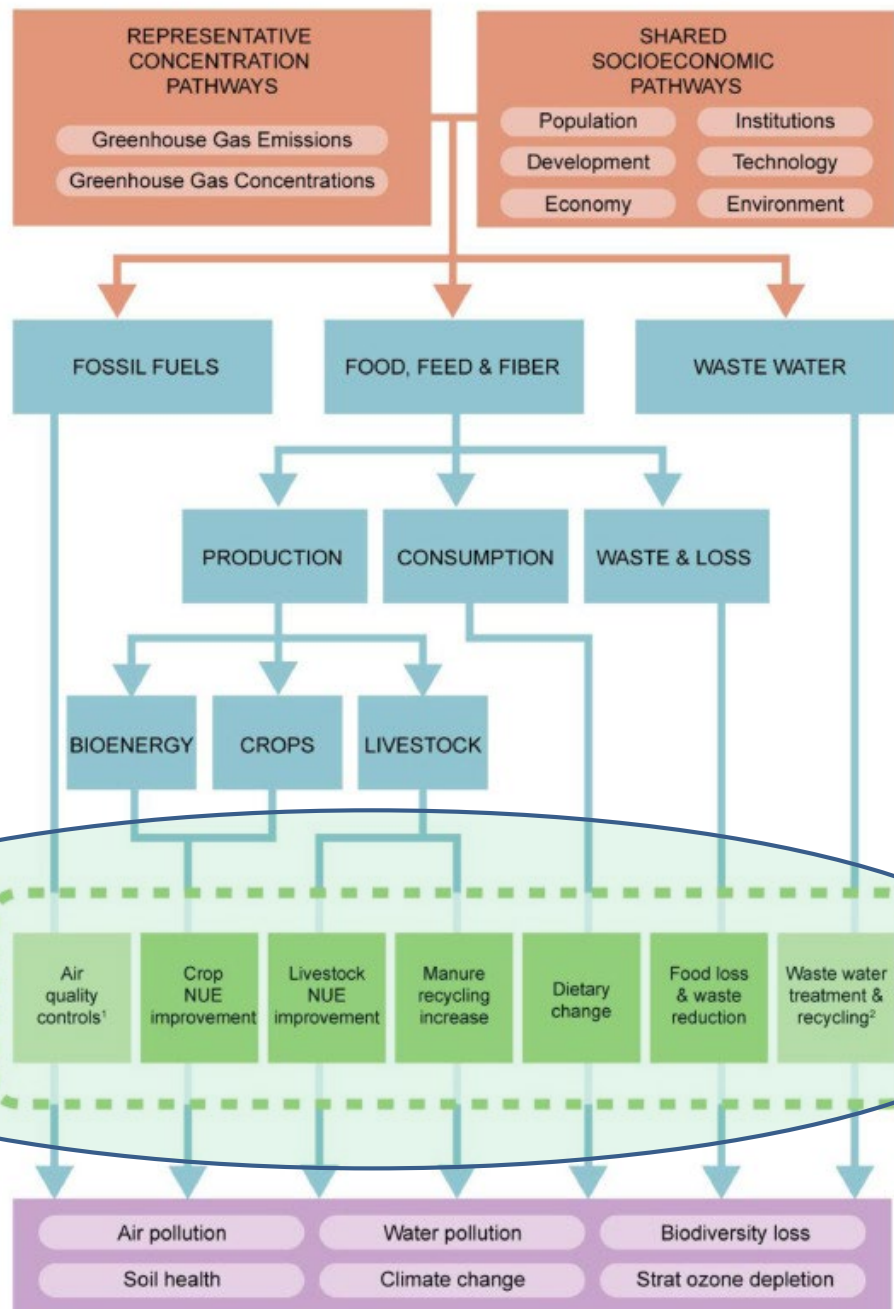 REPRESENTATIVE
CONCENTRATION
PATHWAYS
Greenhouse Gas Emissions
Greenhouse Gas Concentrations
SHARED
SOCIOECONOMIC
PATHWAYS
Population
Institutions
Development
Technology
Economy
Environment
FOSSIL FUELS
FOOD, FEED & FIBER
WASTE WATER
PRODUCTION
CONSUMPTION
WASTE & LOSS
BIOENERGY
CROPS
LIVESTOCK
Air
quality
controls¹
Crop
NUE
improvement
Livestock
NUE
improvement
Manure
recycling
increase
Dietary
change
Food loss
& waste
reduction
Waste water
treatment &
recycling²
Air pollution
Water pollution
Biodiversity loss
Soil health
Climate change
Strat ozone depletion